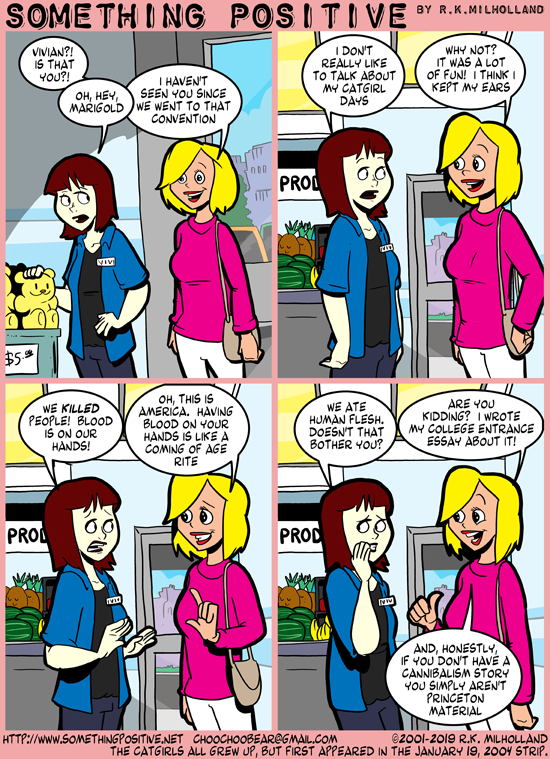 SOMETHING POSITIVE BY R.K.MILHOLLAND
VIVIAN?!
IS THAT
YOU?!
OH, HEY,
MARIGOLD
I HAVEN'T
SEEN YOU SINCE
WE WENT TO THAT
CONVENTION
VIVI
$5.00
I DON'T
REALLY LIKE
TO TALK ABOUT
MY CATGIRL
DAYS
WHY NOT?
IT WAS A LOT
OF FUN! I THINK I
KEPT MY EARS
PROD
VIVI
WE KILLED
PEOPLE! BLOOD
IS ON OUR
HANDS!
OH, THIS IS
AMERICA. HAVING
BLOOD ON YOUR
HANDS IS LIKE A
COMING OF AGE
RITE
PROD
VIVI
WE ATE
HUMAN FLESH.
DOESN'T THAT
BOTHER YOU?
ARE YOU
KIDDING? I WROTE
MY COLLEGE ENTRANCE
ESSAY ABOUT IT!
PROD
VIVI
AND, HONESTLY,
IF YOU DON'T HAVE A
CANNIBALISM STORY
YOU SIMPLY AREN'T
PRINCETON
MATERIAL
HTTP://WWW.SOMETHINGPOSITIVE.NET CHOOCHOOBEAR@GMAIL.COM ©2001-2019 R.K. MILHOLLAND
THE CATGIRLS ALL GREW UP, BUT FIRST APPEARED IN THE JANUARY 19, 2004 STRIP.